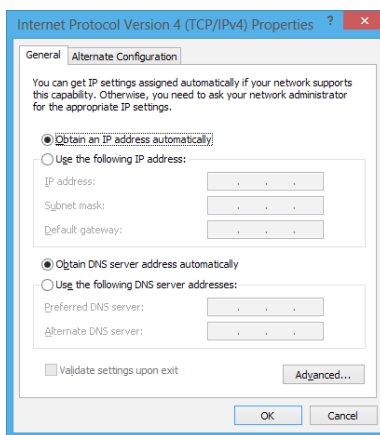 Internet Protocol Version 4 (TCP/IPv4) Properties ? ×
General Alternate Configuration
You can get IP settings assigned automatically if your network supports
this capability. Otherwise, you need to ask your network administrator
for the appropriate IP settings.
Obtain an IP address automatically
Use the following IP address:
IP address: . . .
Subnet mask: . . .
Default gateway: . . .
Obtain DNS server address automatically
Use the following DNS server addresses:
Preferred DNS server: . . .
Alternate DNS server: . . .
Validate settings upon exit
Advanced...
OK Cancel